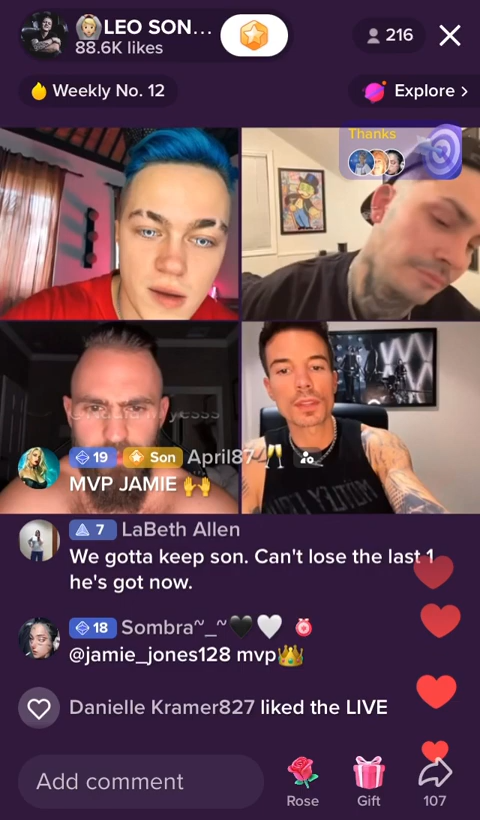 LEO SON...
88.6K likes
216
Weekly No. 12
Explore >
Thanks
19 Son April874
MVP JAMIE 🙌
7 LaBeth Allen
We gotta keep son. Can't lose the last 1
he's got now.
18 Sombra~_~🖤🤍
@jamie_jones128 mvp👑
Danielle Kramer827 liked the LIVE
Add comment
Rose
Gift
107